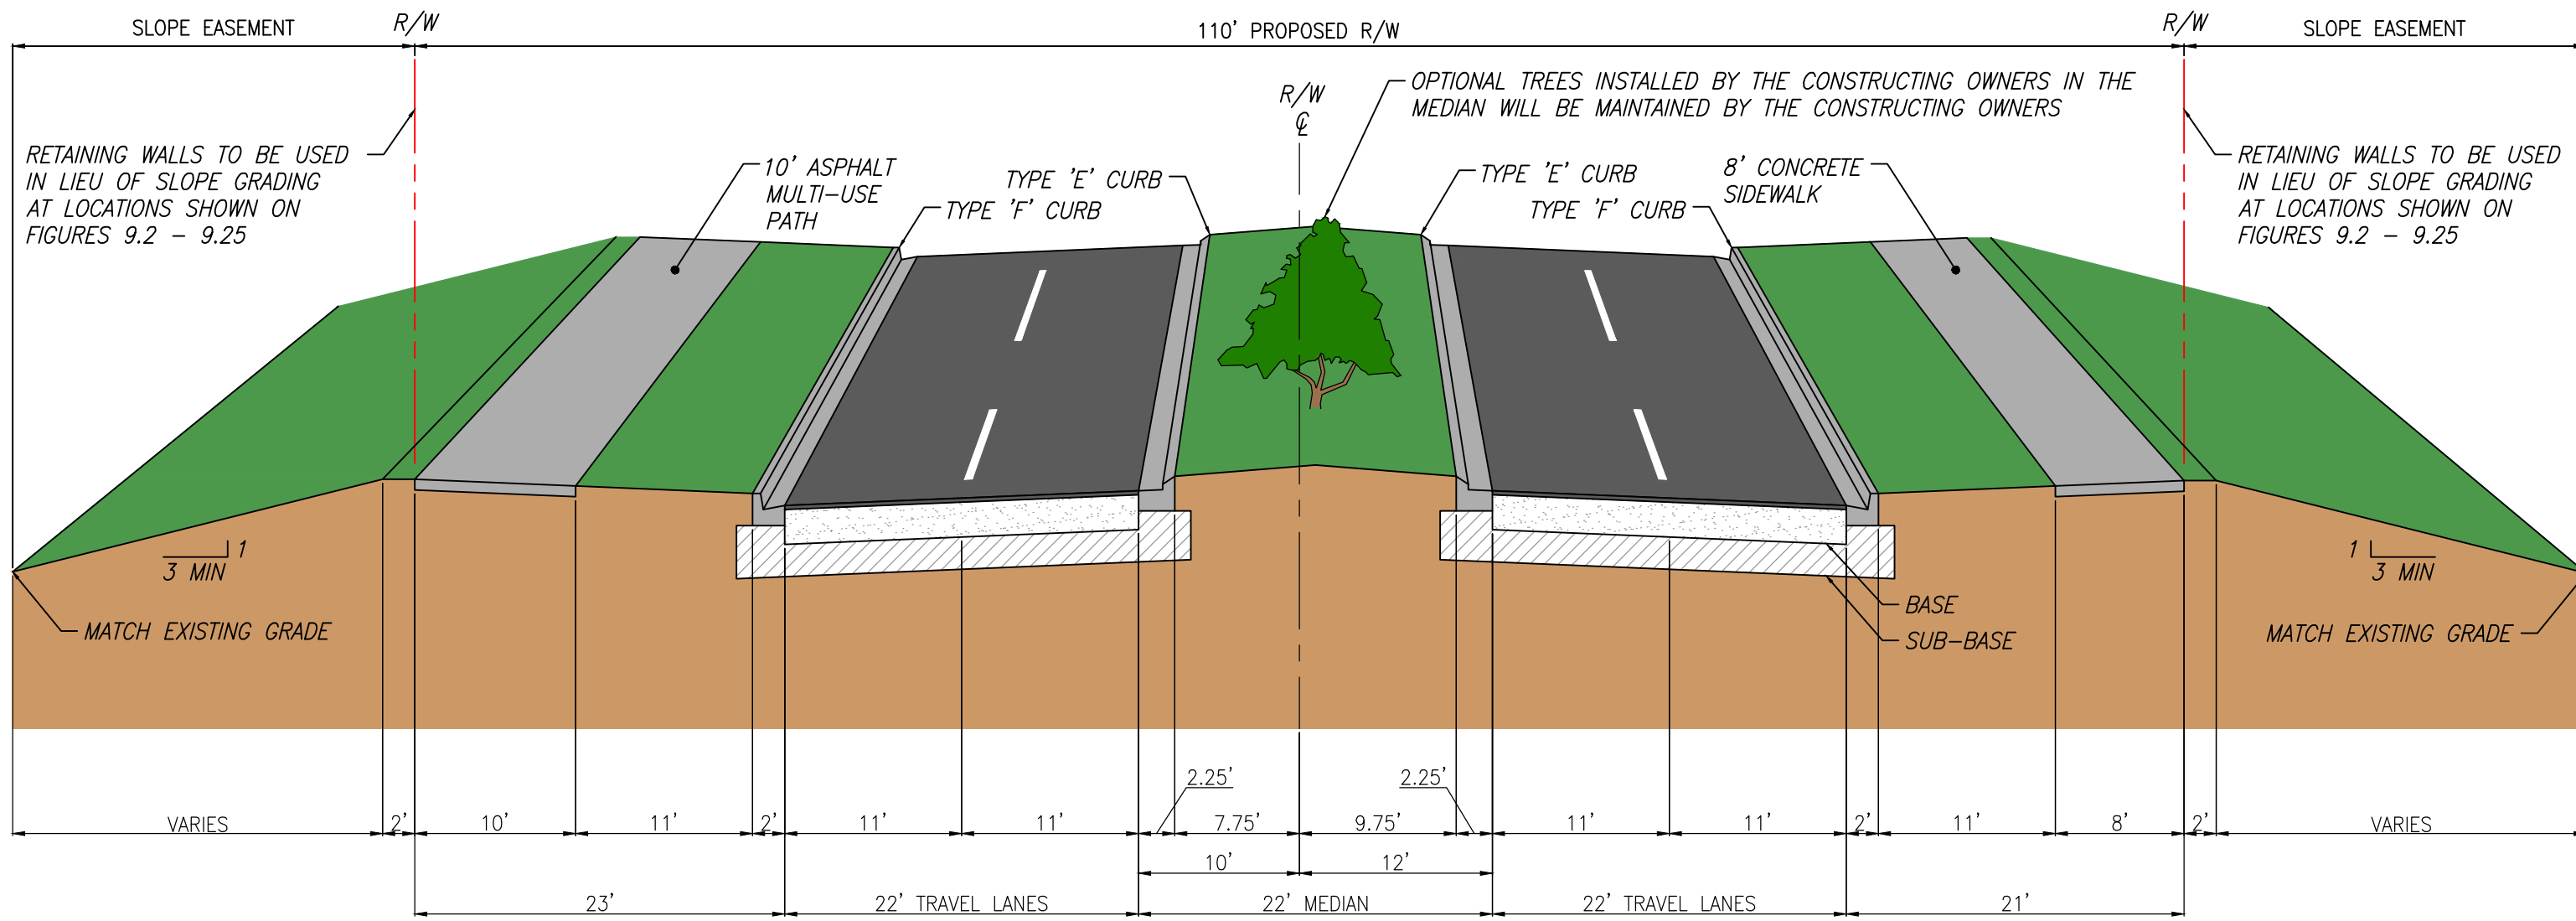 SLOPE EASEMENT
R/W
110' PROPOSED R/W
R/W
SLOPE EASEMENT
R/W
℄
OPTIONAL TREES INSTALLED BY THE CONSTRUCTING OWNERS IN THE
MEDIAN WILL BE MAINTAINED BY THE CONSTRUCTING OWNERS
RETAINING WALLS TO BE USED
IN LIEU OF SLOPE GRADING
AT LOCATIONS SHOWN ON
FIGURES 9.2 – 9.25
10' ASPHALT
MULTI-USE
PATH
TYPE 'E' CURB
TYPE 'F' CURB
TYPE 'E' CURB
TYPE 'F' CURB
8' CONCRETE
SIDEWALK
RETAINING WALLS TO BE USED
IN LIEU OF SLOPE GRADING
AT LOCATIONS SHOWN ON
FIGURES 9.2 – 9.25
1
3 MIN
1
3 MIN
MATCH EXISTING GRADE
BASE
SUB-BASE
MATCH EXISTING GRADE
2.25'
2.25'
VARIES
2'
10'
11'
2'
11'
11'
7.75'
9.75'
11'
11'
2'
11'
8'
2'
VARIES
10'
12'
23'
22' TRAVEL LANES
22' MEDIAN
22' TRAVEL LANES
21'